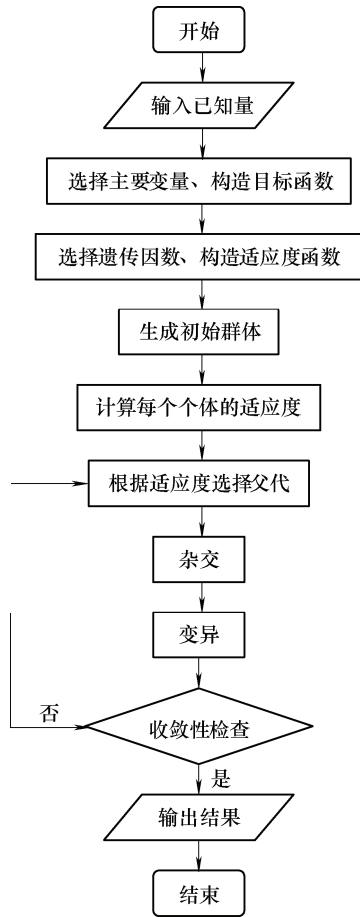 开始
输入已知量
选择主要变量、构造目标函数
选择遗传因数、构造适应度函数
生成初始群体
计算每个个体的适应度
根据适应度选择父代
杂交
变异
否
收敛性检查
是
输出结果
结束